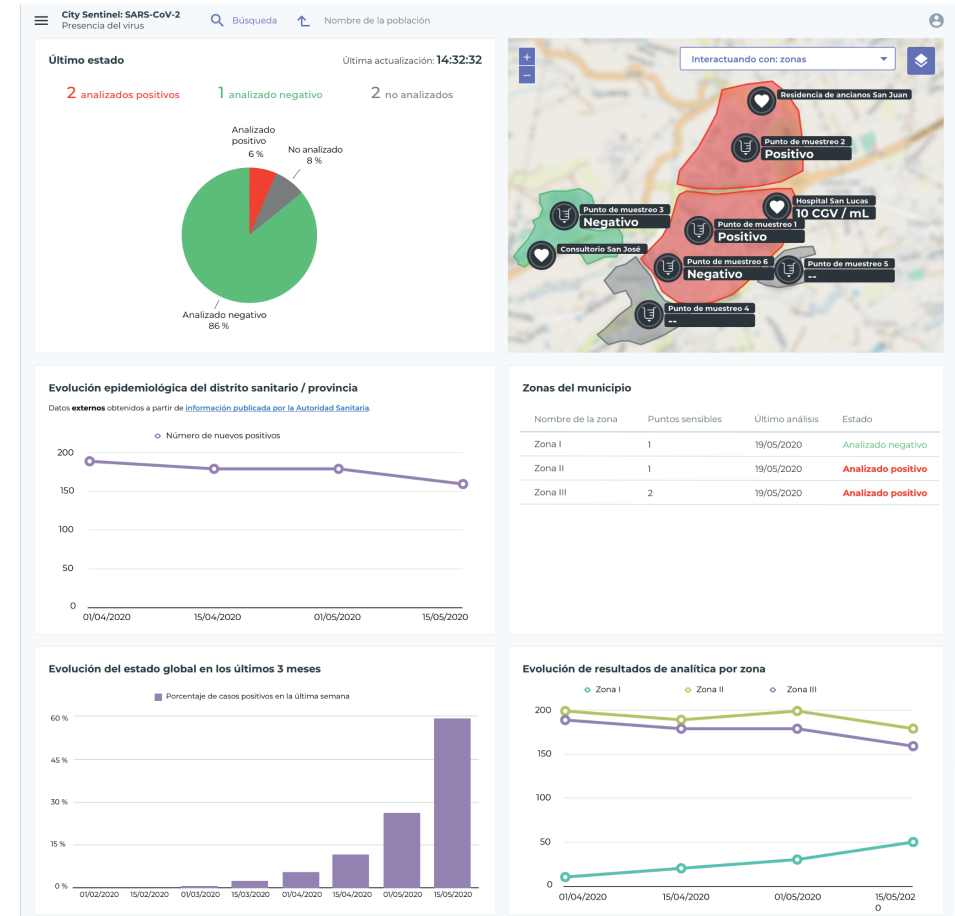 City Sentinel: SARS-CoV-2
Presencia del virus
Búsqueda
Nombre de la población
Último estado
Última actualización: 14:32:32
2 analizados positivos
1 analizado negativo
2 no analizados
Analizado
positivo
6 %
No analizado
8 %
Analizado negativo
86 %
+
–
Interactuando con: zonas
Residencia de ancianos San Juan
Punto de muestreo 2
Positivo
Hospital San Lucas
10 CGV / mL
Punto de muestreo 3
Negativo
Punto de muestreo 1
Positivo
Consultorio San José
Punto de muestreo 6
Negativo
Punto de muestreo 5
--
Punto de muestreo 4
--
Evolución epidemiológica del distrito sanitario / provincia
Datos externos obtenidos a partir de información publicada por la Autoridad Sanitaria.
Número de nuevos positivos
200
150
100
50
0
01/04/2020
15/04/2020
01/05/2020
15/05/2020
Zonas del municipio
Nombre de la zona Puntos sensibles Último análisis Estado
Zona I 1 19/05/2020 Analizado negativo
Zona II 1 19/05/2020 Analizado positivo
Zona III 2 19/05/2020 Analizado positivo
Evolución del estado global en los últimos 3 meses
Porcentaje de casos positivos en la última semana
60 %
45 %
30 %
15 %
0 %
01/02/2020 15/02/2020 01/03/2020 15/03/2020 01/04/2020 15/04/2020 01/05/2020 15/05/2020
Evolución de resultados de analítica por zona
Zona I
Zona II
Zona III
200
150
100
50
0
01/04/2020
15/04/2020
01/05/2020
15/05/202
0